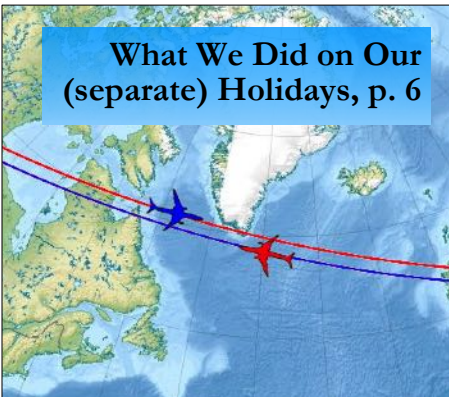 What We Did on Our
(separate) Holidays, p. 6